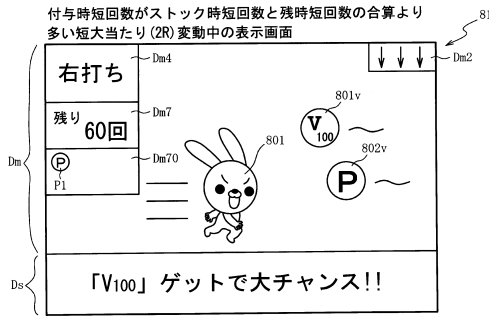 付与時短回数がストック時短回数と残時短回数の合算より
多い短大当たり(2R)変動中の表示画面
81
右打ち
Dm4
↓ ↓ ↓
Dm2
残り
60回
Dm7
801v
V
100
801
802v
P
P
P1
Dm70
Dm
Ds
「V100」ゲットで大チャンス!!